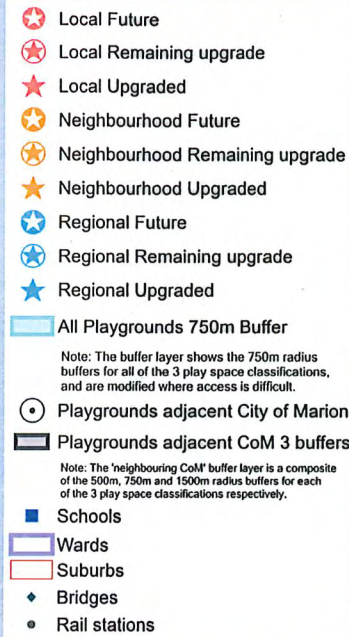 Local Future
Local Remaining upgrade
Local Upgraded
Neighbourhood Future
Neighbourhood Remaining upgrade
Neighbourhood Upgraded
Regional Future
Regional Remaining upgrade
Regional Upgraded
All Playgrounds 750m Buffer
Note: The buffer layer shows the 750m radius
buffers for all of the 3 play space classifications,
and are modified where access is difficult.
Playgrounds adjacent City of Marion
Playgrounds adjacent CoM 3 buffers
Note: The 'neighbouring CoM' buffer layer is a composite
of the 500m, 750m and 1500m radius buffers for each
of the 3 play space classifications respectively.
Schools
Wards
Suburbs
Bridges
Rail stations